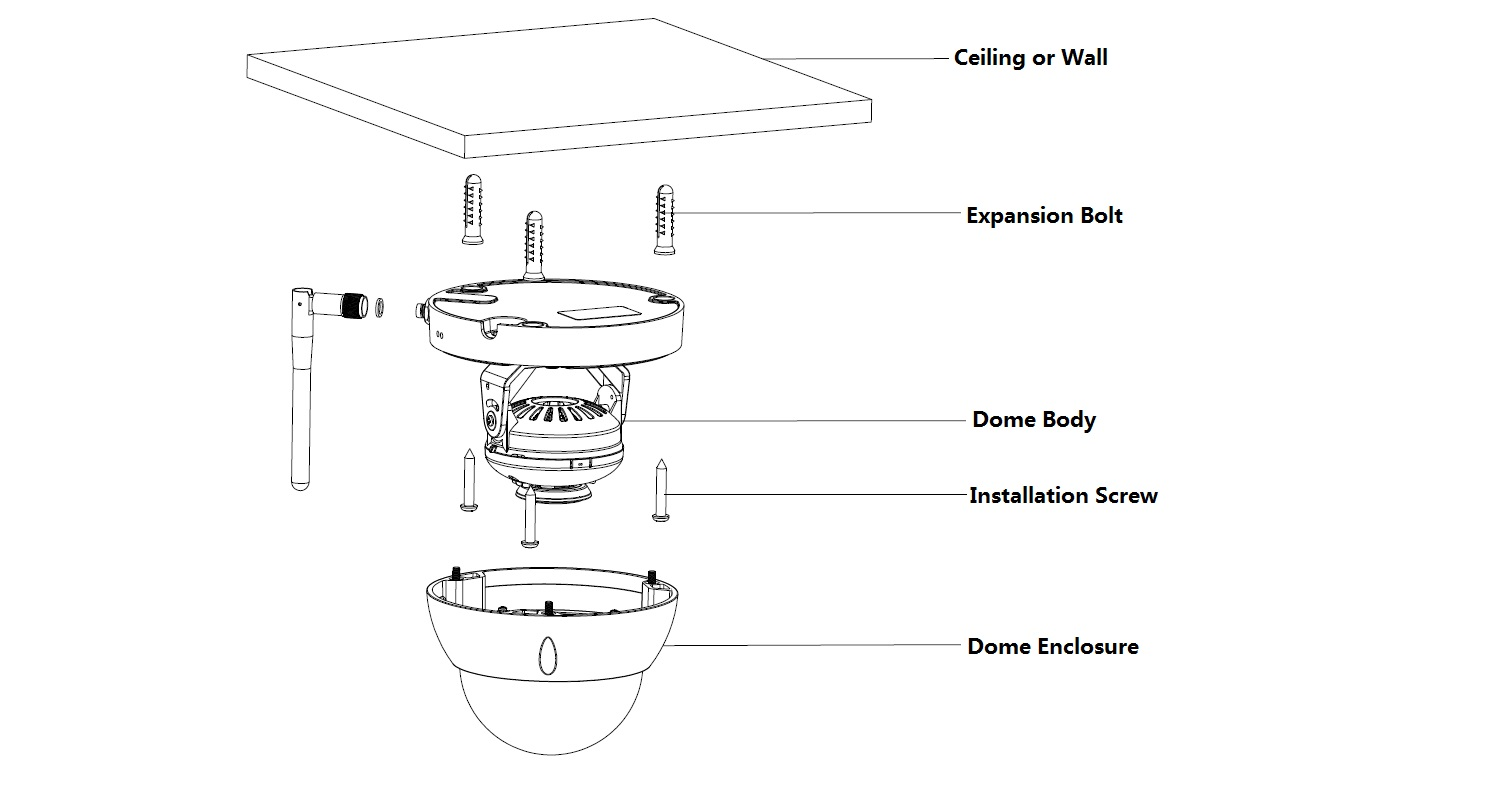 Ceiling or Wall
Expansion Bolt
Dome Body
Installation Screw
Dome Enclosure